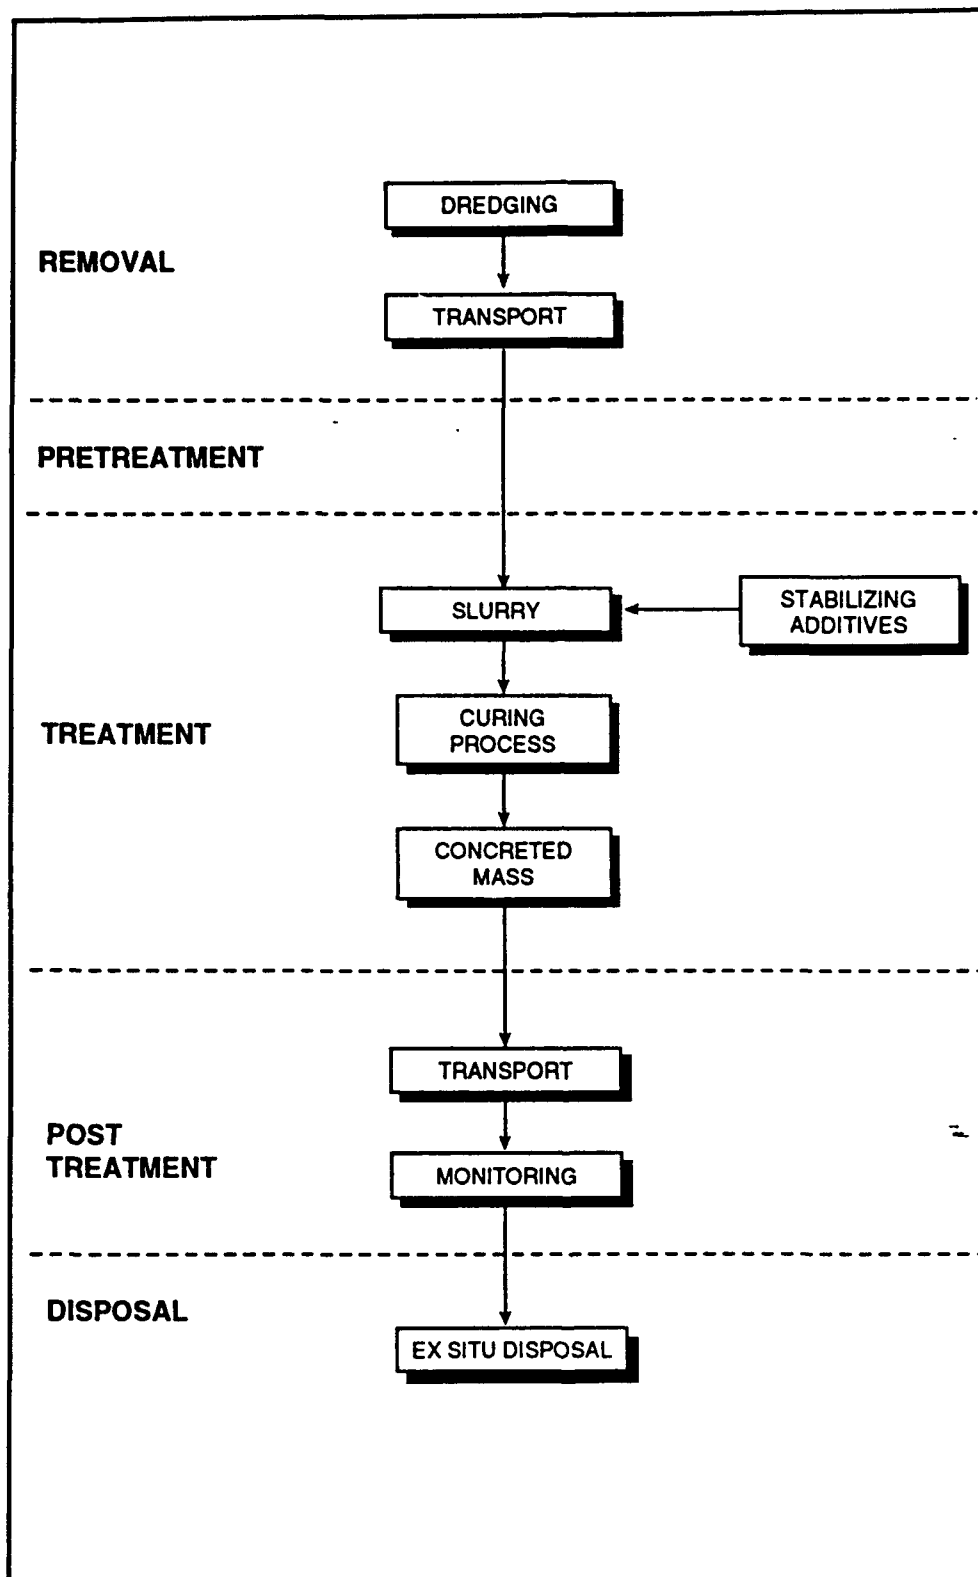 DREDGING
REMOVAL
TRANSPORT
PRETREATMENT
SLURRY
STABILIZING
ADDITIVES
CURING
PROCESS
TREATMENT
CONCRETED
MASS
TRANSPORT
POST
TREATMENT
MONITORING
DISPOSAL
EX SITU DISPOSAL